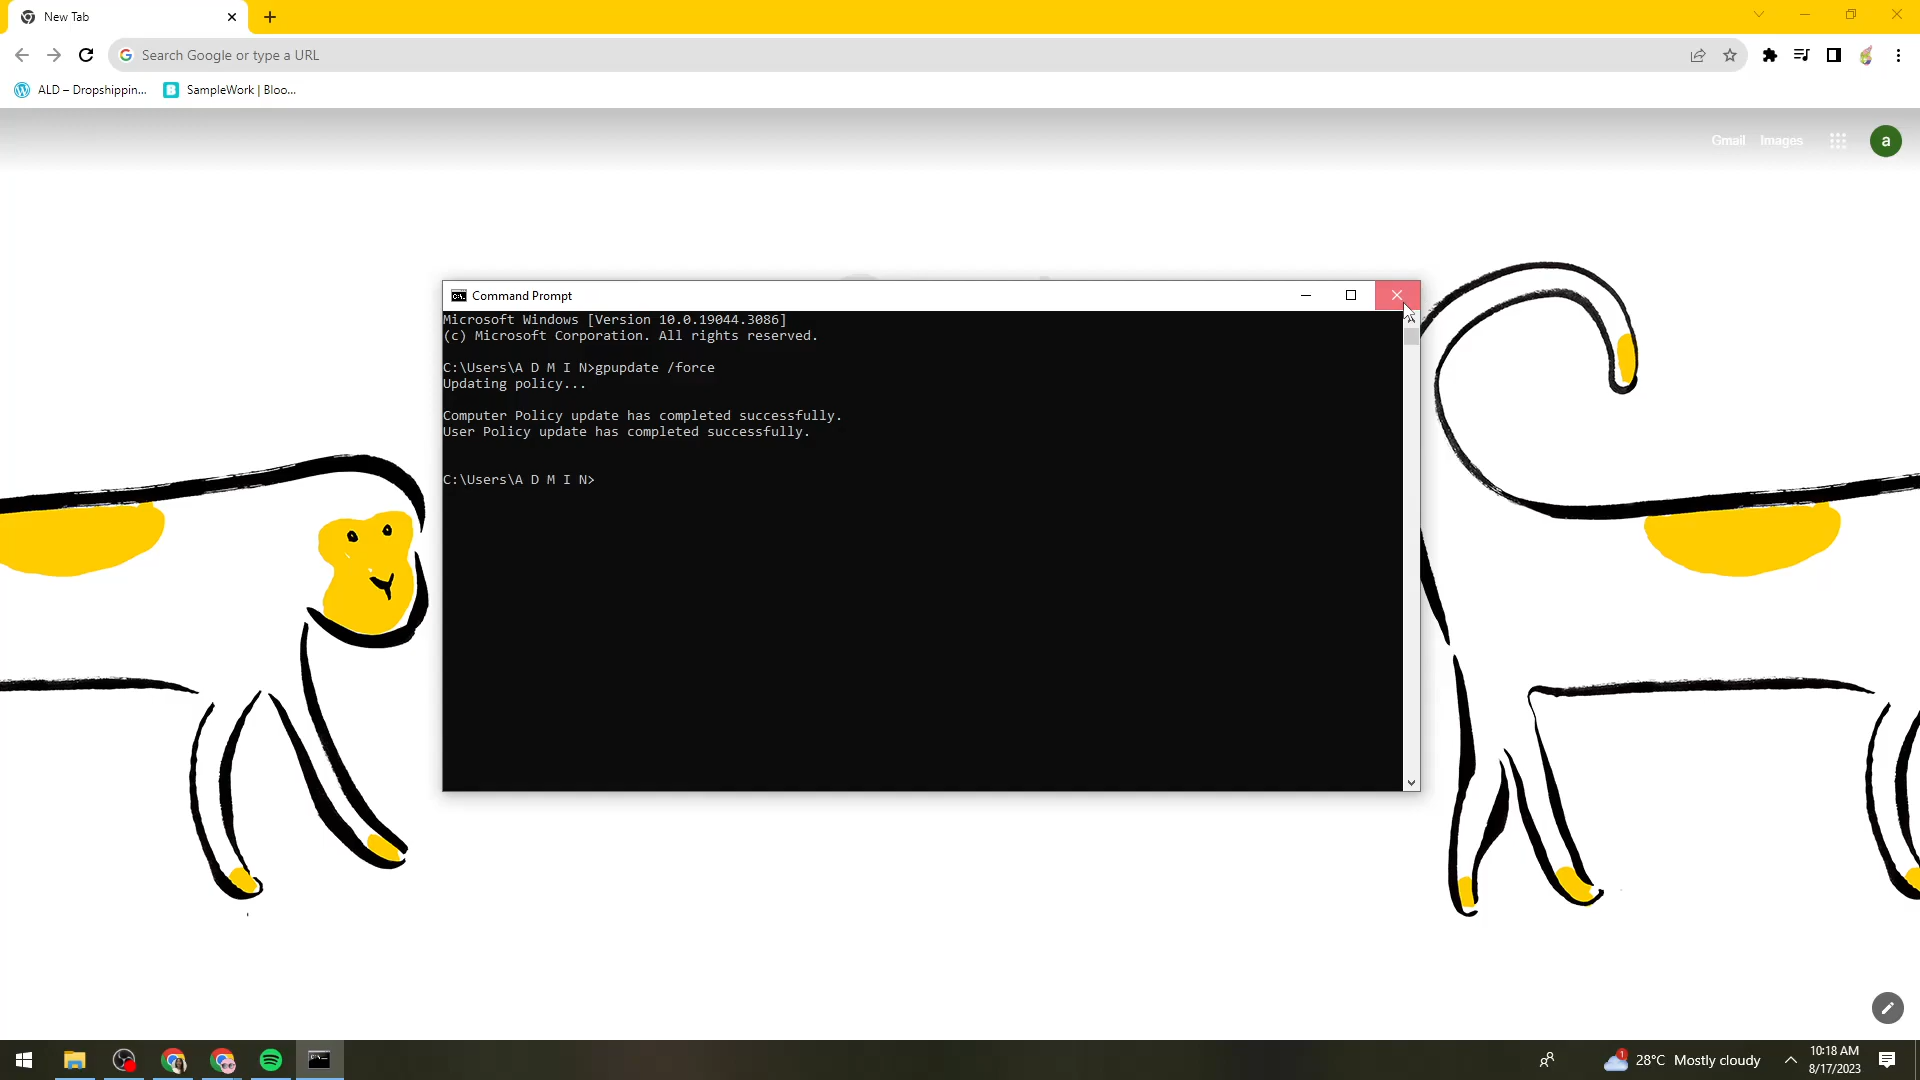 New Tab
Search Google or type a URL
ALD – Dropshippin...
B SampleWork | Bloo...
Gmail Images
a
Command Prompt
Microsoft Windows [Version 10.0.19044.3086]
(c) Microsoft Corporation. All rights reserved.
C:\Users\A D M I N>gpupdate /force
Updating policy...
Computer Policy update has completed successfully.
User Policy update has completed successfully.
C:\Users\A D M I N>
1 28°C Mostly cloudy
10:18 AM
8/17/2023